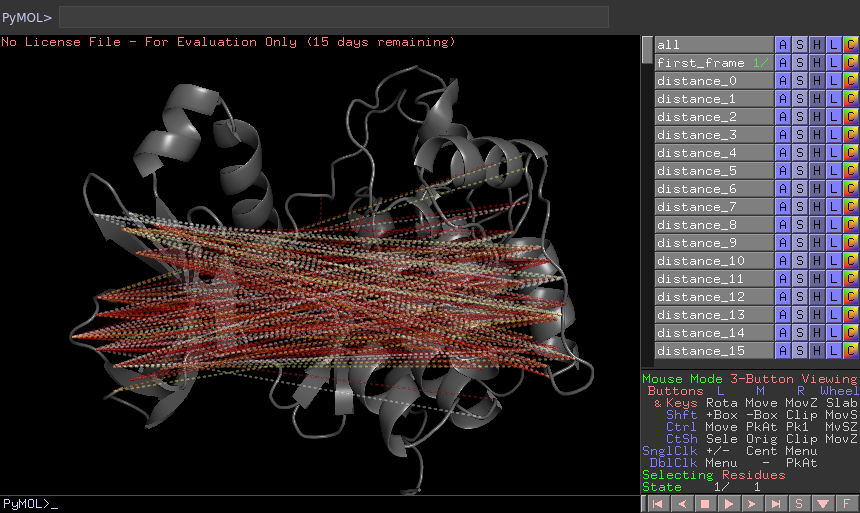 PyMOL>
No License File - For Evaluation Only (15 days remaining)
all A S H L C
first_frame 1/ A S H L C
distance_0 A S H L C
distance_1 A S H L C
distance_2 A S H L C
distance_3 A S H L C
distance_4 A S H L C
distance_5 A S H L C
distance_6 A S H L C
distance_7 A S H L C
distance_8 A S H L C
distance_9 A S H L C
distance_10 A S H L C
distance_11 A S H L C
distance_12 A S H L C
distance_13 A S H L C
distance_14 A S H L C
distance_15 A S H L C
Mouse Mode 3-Button Viewing
Buttons L M R Wheel
& Keys Rota Move MovZ Slab
Shft +Box -Box Clip MovS
Ctrl Move PkAt Pk1 MvSZ
CtSh Sele Orig Clip MovZ
SnglClk +/- Cent Menu
DblClk Menu - PkAt
Selecting Residues
State 1/ 1
PyMOL>_
S F